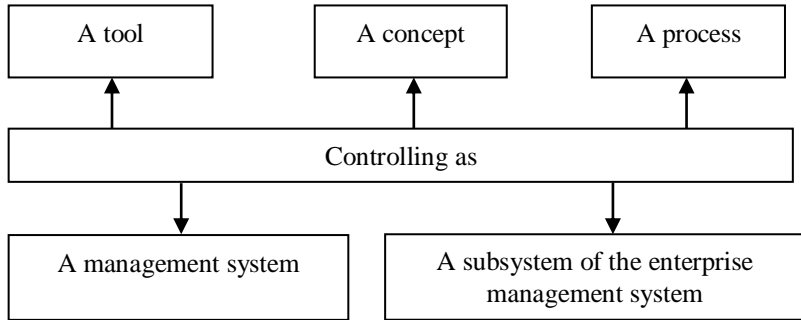 A tool
A concept
A process
Controlling as
A management system
A subsystem of the enterprise
management system